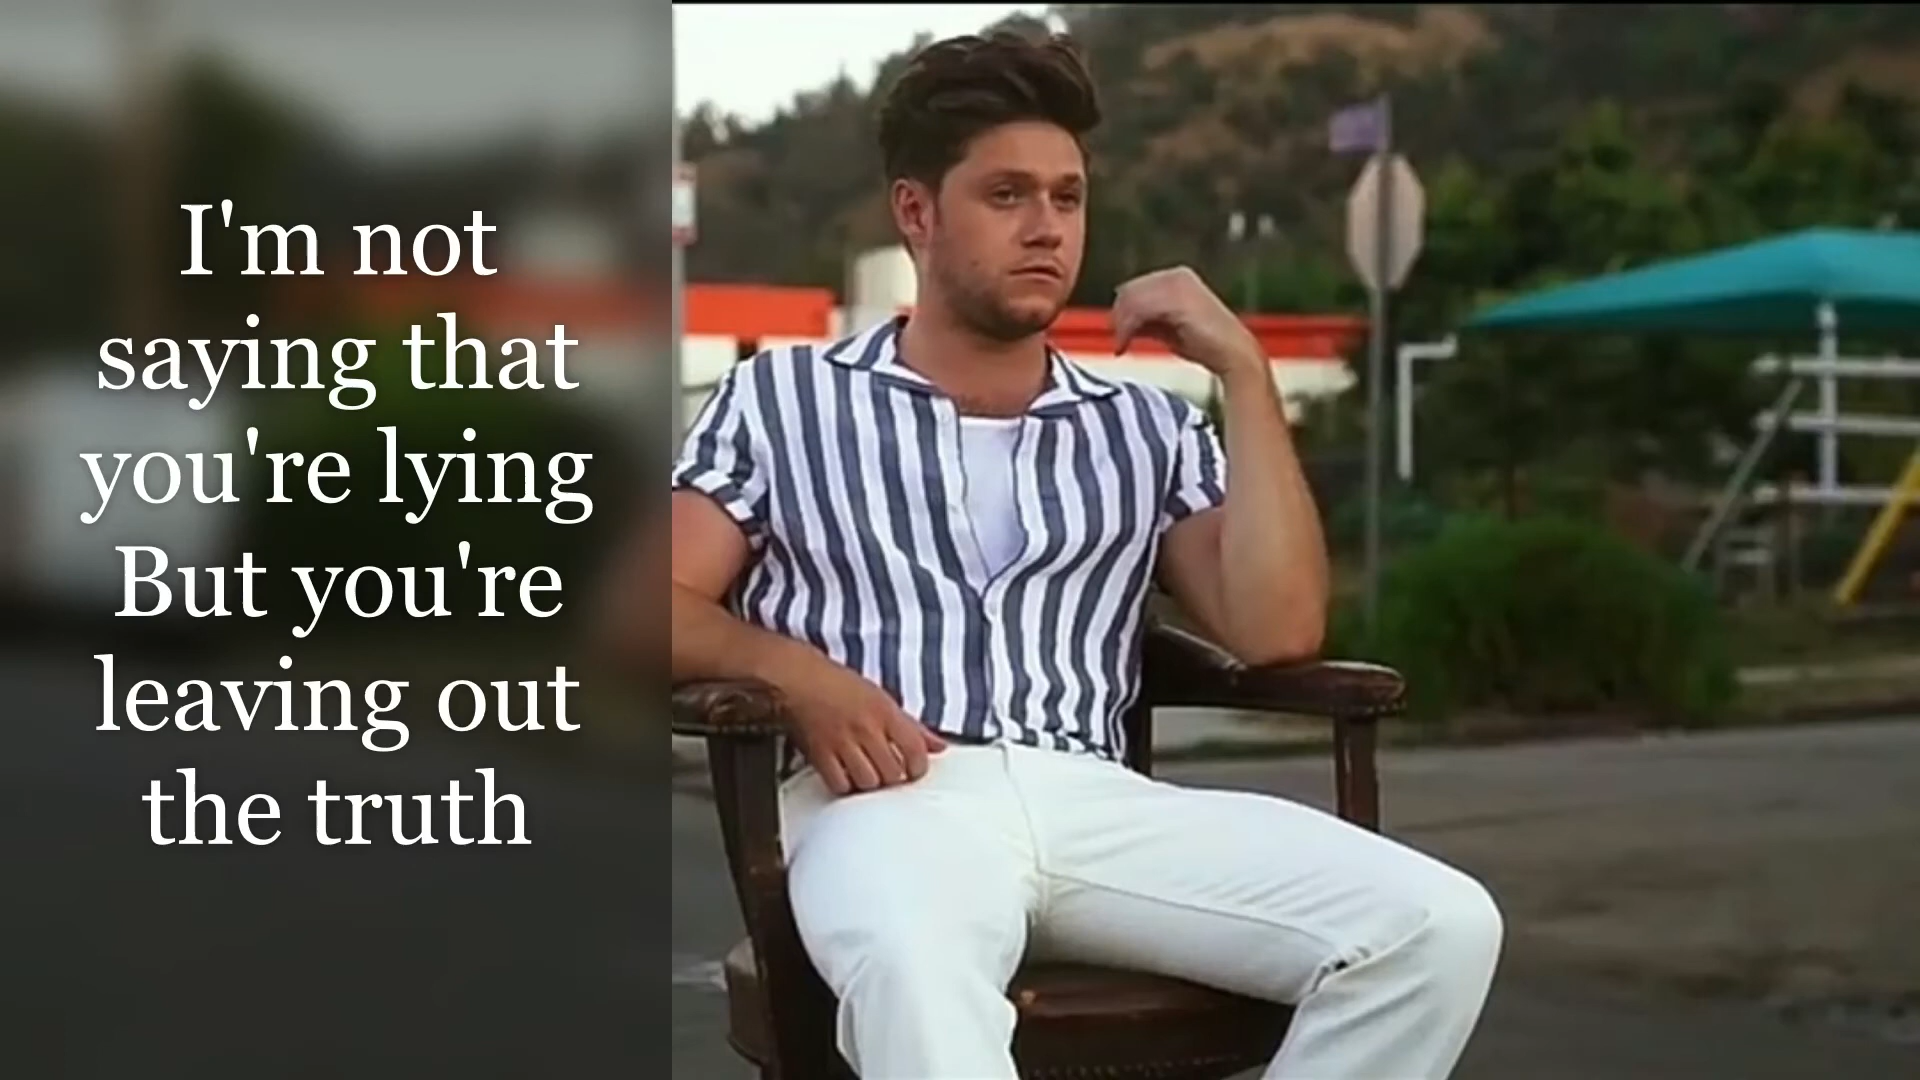 I'm not
saying that
you're lying
But you're
leaving out
the truth